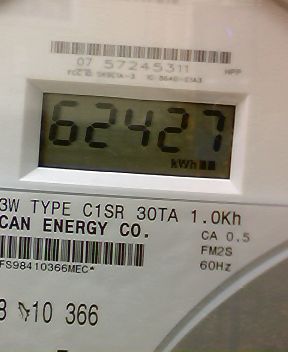 07 57245311 HPP
62427
kWh
3W TYPE C1SR 30TA 1.0Kh
CAN ENERGY CO.
CA 0.5
FM2S
FS98410366MEC*
60Hz
10 366